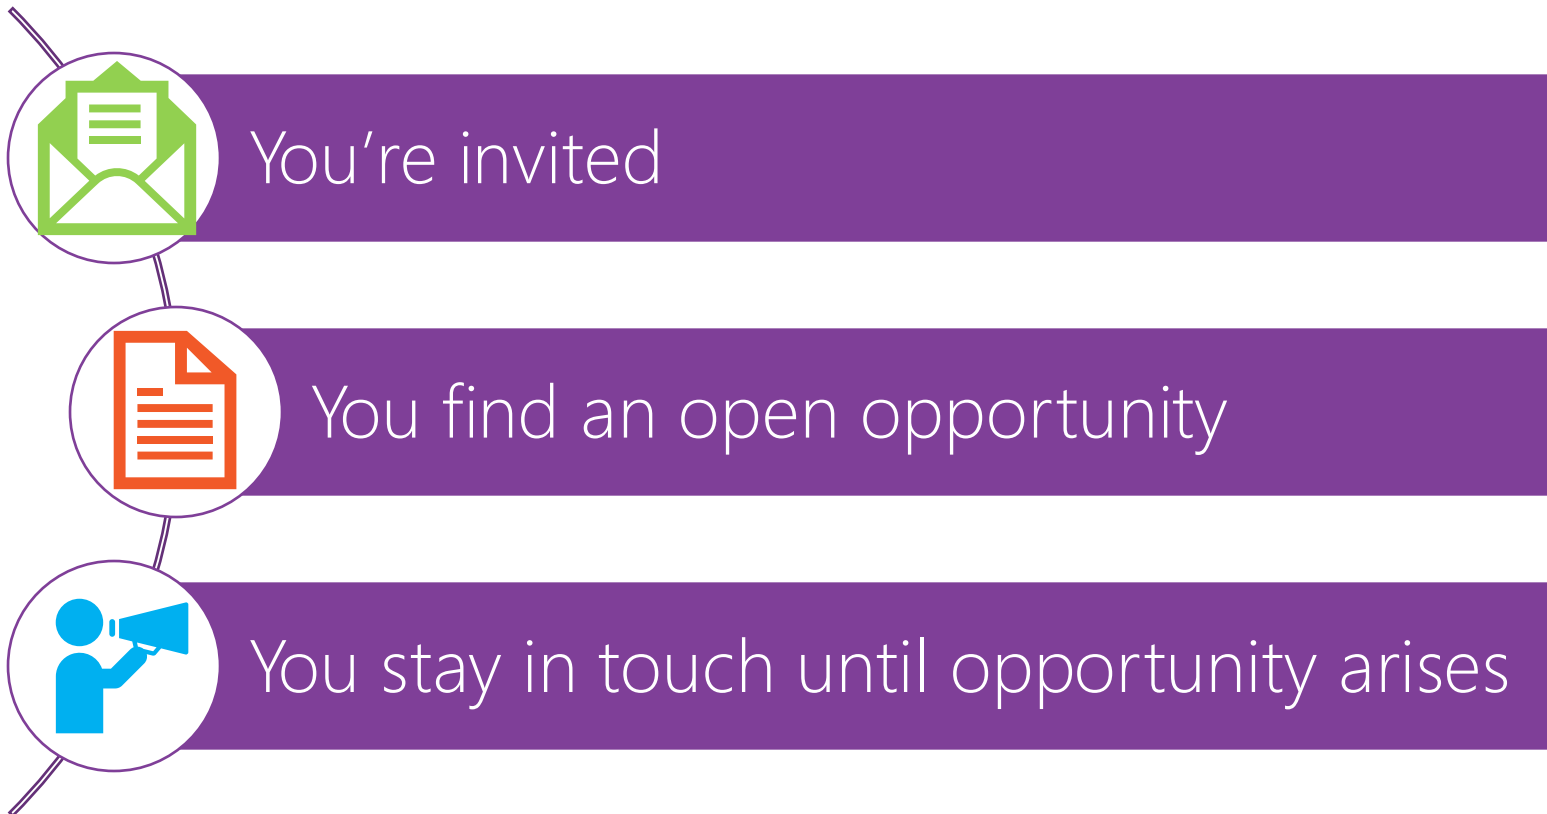 You’re invited
You find an open opportunity
You stay in touch until opportunity arises